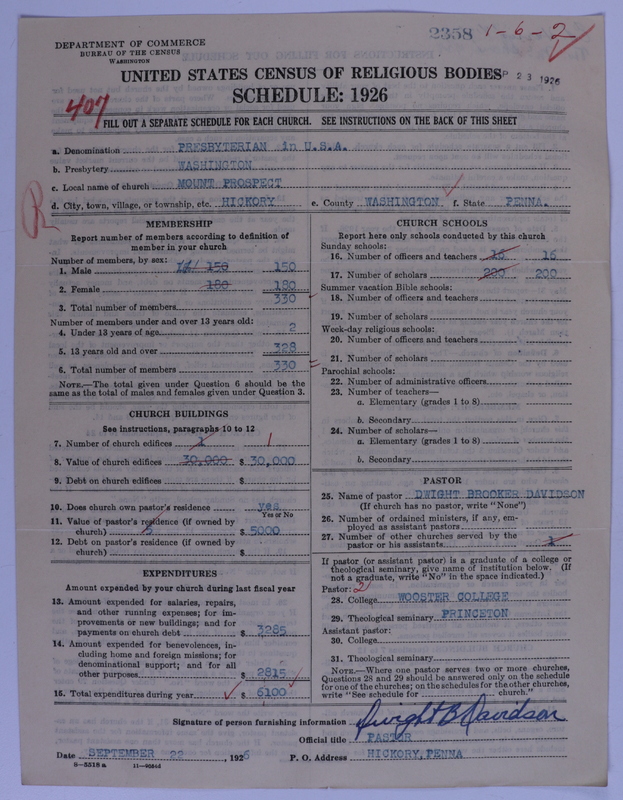 2358 1-6-2
DEPARTMENT OF COMMERCE
BUREAU OF THE CENSUS
WASHINGTON
UNITED STATES CENSUS OF RELIGIOUS BODIES
P 23 1926
SCHEDULE: 1926
407
FILL OUT A SEPARATE SCHEDULE FOR EACH CHURCH. SEE INSTRUCTIONS ON THE BACK OF THIS SHEET
a. Denomination PRESBYTERIAN in U.S.A.
b. Presbytery WASHINGTON
c. Local name of church MOUNT PROSPECT
d. City, town, village, or township, etc. HICKORY e. County WASHINGTON f. State PENNA.
R
MEMBERSHIP
Report number of members according to definition of
member in your church
Number of members, by sex:
1. Male 150 150
2. Female 180 180
3. Total number of members 330
Number of members under and over 13 years old:
4. Under 13 years of age 2
5. 13 years old and over 328
6. Total number of members 330
NOTE.—The total given under Question 6 should be the
same as the total of males and females given under Question 3.
CHURCH BUILDINGS
See instructions, paragraphs 10 to 12
7. Number of church edifices 1 1
8. Value of church edifices 30,000 $ 30,000
9. Debt on church edifices $
10. Does church own pastor's residence yes
Yes or No
11. Value of pastor's residence (if owned by
church) $ 5000
12. Debt on pastor's residence (if owned by
church) $
EXPENDITURES
Amount expended by your church during last fiscal year
13. Amount expended for salaries, repairs,
and other running expenses; for im-
provements or new buildings; and for
payments on church debt $ 3285
14. Amount expended for benevolences, in-
cluding home and foreign missions; for
denominational support; and for all
other purposes $ 2815
15. Total expenditures during year $ 6100
CHURCH SCHOOLS
Report here only schools conducted by this church
Sunday schools:
16. Number of officers and teachers 16 16
17. Number of scholars 200 200
Summer vacation Bible schools:
18. Number of officers and teachers
19. Number of scholars
Week-day religious schools:
20. Number of officers and teachers
21. Number of scholars
Parochial schools:
22. Number of administrative officers
23. Number of teachers—
a. Elementary (grades 1 to 8)
b. Secondary
24. Number of scholars—
a. Elementary (grades 1 to 8)
b. Secondary
PASTOR
25. Name of pastor DWIGHT BROOKER DAVIDSON
(If church has no pastor, write "None")
26. Number of ordained ministers, if any, em-
ployed as assistant pastors
27. Number of other churches served by the
pastor or his assistants 1
If pastor (or assistant pastor) is a graduate of a college or
theological seminary, give name of institution below. (If
not a graduate, write "No" in the space indicated.)
Pastor: 2
28. College WOOSTER COLLEGE
29. Theological seminary PRINCETON
Assistant pastor:
30. College
31. Theological seminary
NOTE.—Where one pastor serves two or more churches,
Questions 28 and 29 should be answered only on the schedule
for one of the churches; on the schedules for the other churches,
write "See schedule for church."
Signature of person furnishing information Dwight B Davidson
Official title PASTOR
Date SEPTEMBER 22, 1926 P. O. Address HICKORY, PENNA
8-5518 a